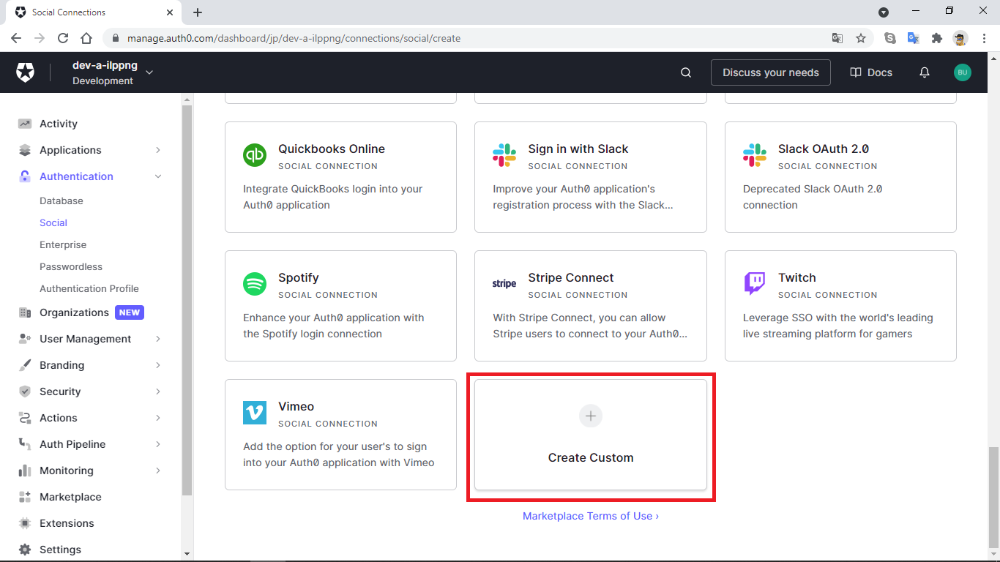 Social Connections
manage.auth0.com/dashboard/jp/dev-a-ilppng/connections/social/create
dev-a-ilppng
Development
Discuss your needs
Docs
BU
Activity
Applications
Authentication
Database
Social
Enterprise
Passwordless
Authentication Profile
Organizations NEW
User Management
Branding
Security
Actions
Auth Pipeline
Monitoring
Marketplace
Extensions
Settings
qb
Quickbooks Online
SOCIAL CONNECTION
Integrate QuickBooks login into your
Auth0 application
Sign in with Slack
SOCIAL CONNECTION
Improve your Auth0 application's
registration process with the Slack...
Slack OAuth 2.0
SOCIAL CONNECTION
Deprecated Slack OAuth 2.0
connection
Spotify
SOCIAL CONNECTION
Enhance your Auth0 application with
the Spotify login connection
stripe
Stripe Connect
SOCIAL CONNECTION
With Stripe Connect, you can allow
Stripe users to connect to your Auth0...
Twitch
SOCIAL CONNECTION
Leverage SSO with the world's leading
live streaming platform for gamers
Vimeo
SOCIAL CONNECTION
Add the option for your user's to sign
into your Auth0 application with Vimeo
Create Custom
Marketplace Terms of Use ›